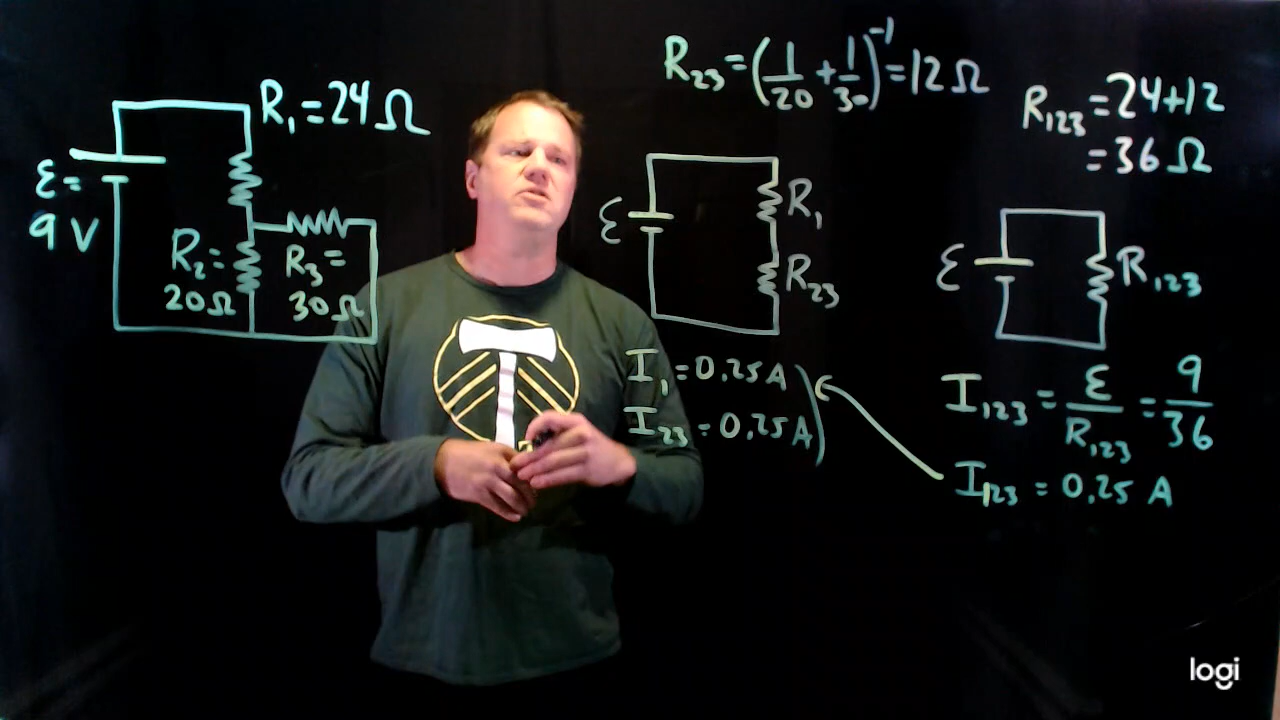 R₁ = 24 Ω
ε =
9 V
R₂ =
20 Ω
R₃ =
30 Ω
R₂₃ = (1/20 + 1/30)⁻¹ = 12 Ω
ε
R₁
R₂₃
I₁ = 0.25 A
I₂₃ = 0.25 A
R₁₂₃ = 24 + 12
= 36 Ω
ε
R₁₂₃
I₁₂₃ = ε/R₁₂₃ = 9/36
I₁₂₃ = 0.25 A
logi